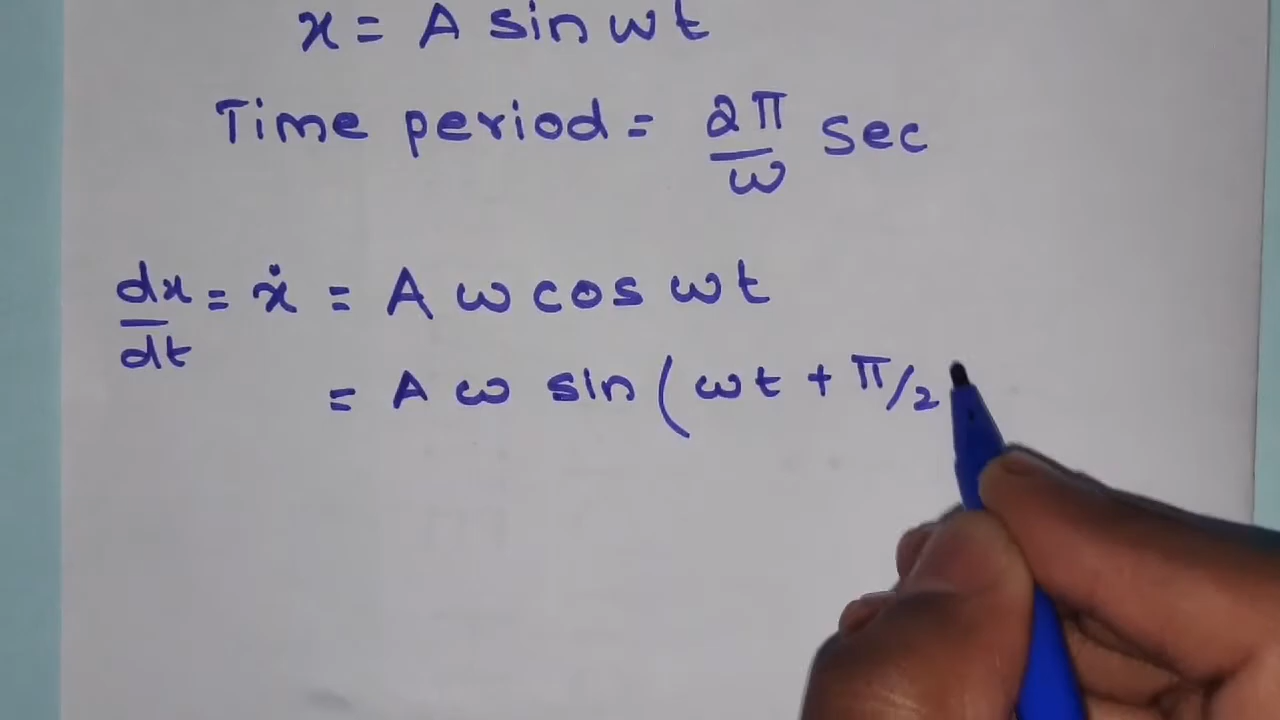 x = A sin ωt
Time period = 2π/ω sec
dx/dt = ẋ = A ω cos ωt
= A ω sin ( ωt + π/2